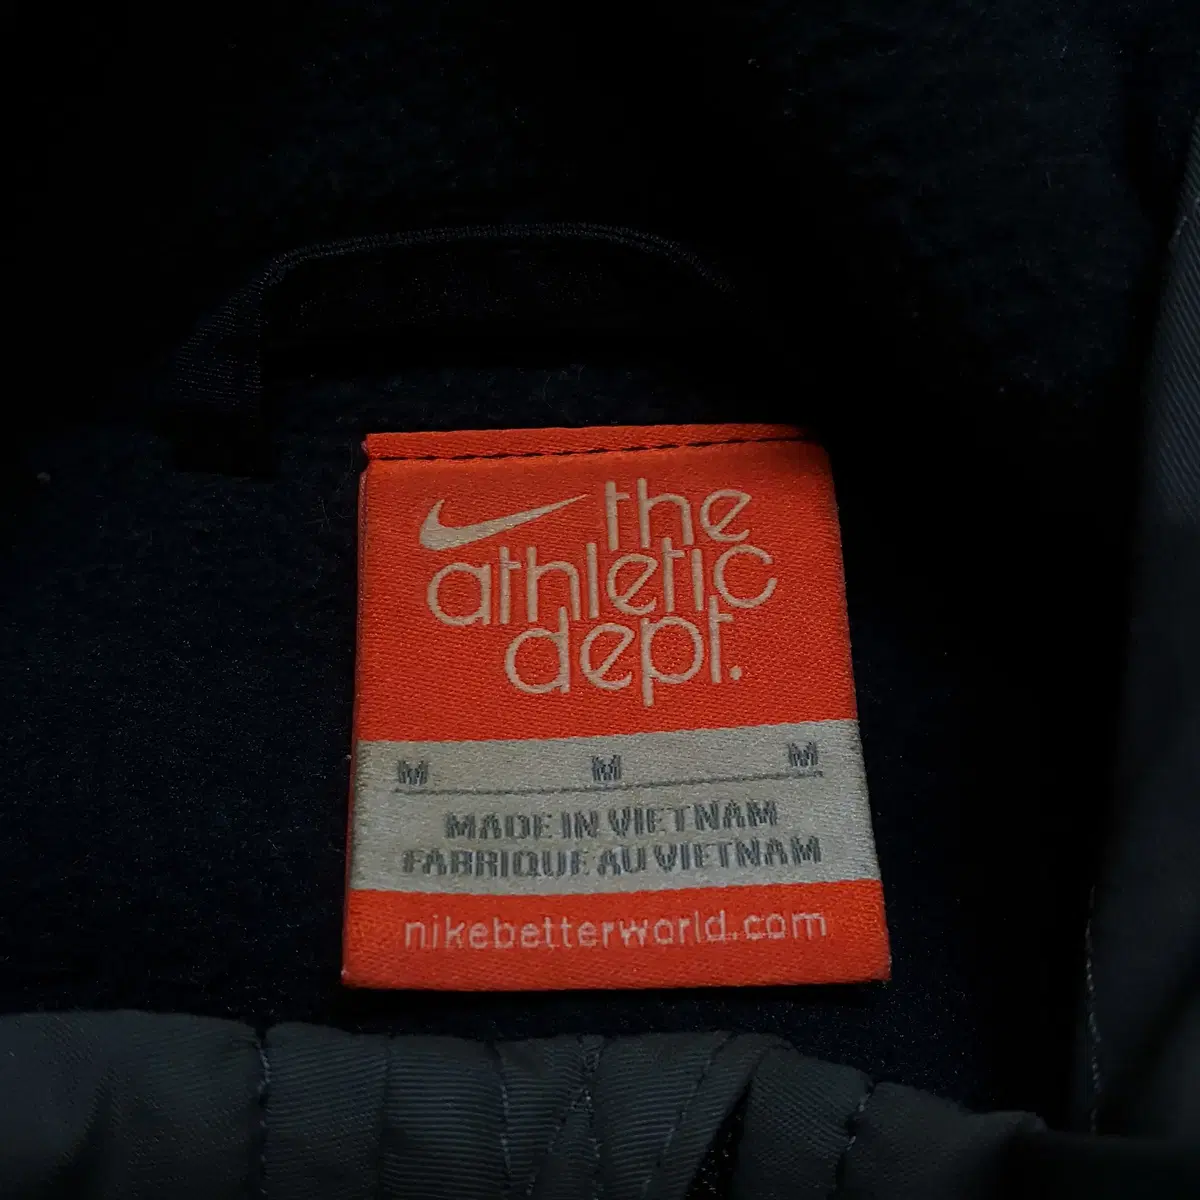 the
athletic
dept.
M M M
MADE IN VIETNAM
FABRIQUE AU VIETNAM
nikebetterworld.com